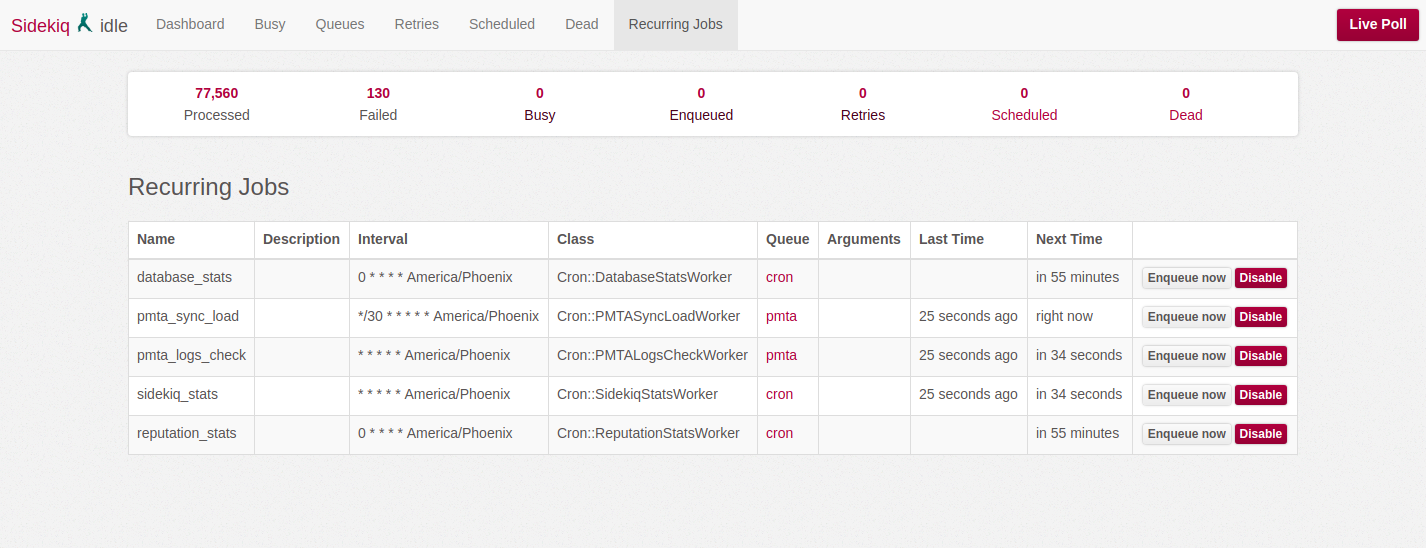 Sidekiq idle Dashboard Busy Queues Retries Scheduled Dead Recurring Jobs Live Poll
77,560 130 0 0 0 0 0
Processed Failed Busy Enqueued Retries Scheduled Dead
Recurring Jobs
Name Description Interval Class Queue Arguments Last Time Next Time
database_stats 0 * * * * America/Phoenix Cron::DatabaseStatsWorker cron in 55 minutes Enqueue now Disable
pmta_sync_load */30 * * * * * America/Phoenix Cron::PMTASyncLoadWorker pmta 25 seconds ago right now Enqueue now Disable
pmta_logs_check * * * * * America/Phoenix Cron::PMTALogsCheckWorker pmta 25 seconds ago in 34 seconds Enqueue now Disable
sidekiq_stats * * * * * America/Phoenix Cron::SidekiqStatsWorker cron 25 seconds ago in 34 seconds Enqueue now Disable
reputation_stats 0 * * * * America/Phoenix Cron::ReputationStatsWorker cron in 55 minutes Enqueue now Disable